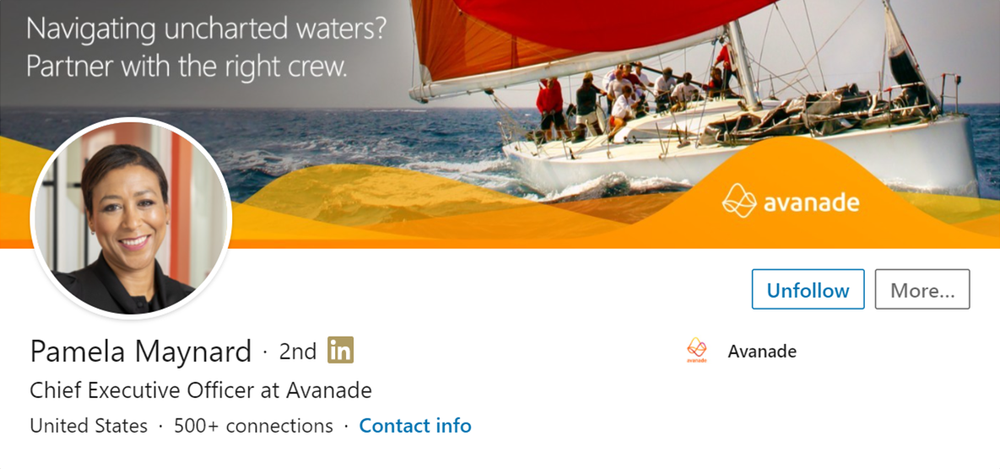 Navigating uncharted waters?
Partner with the right crew.
avanade
Unfollow
More...
Pamela Maynard · 2nd in
avanade
Avanade
Chief Executive Officer at Avanade
United States · 500+ connections · Contact info